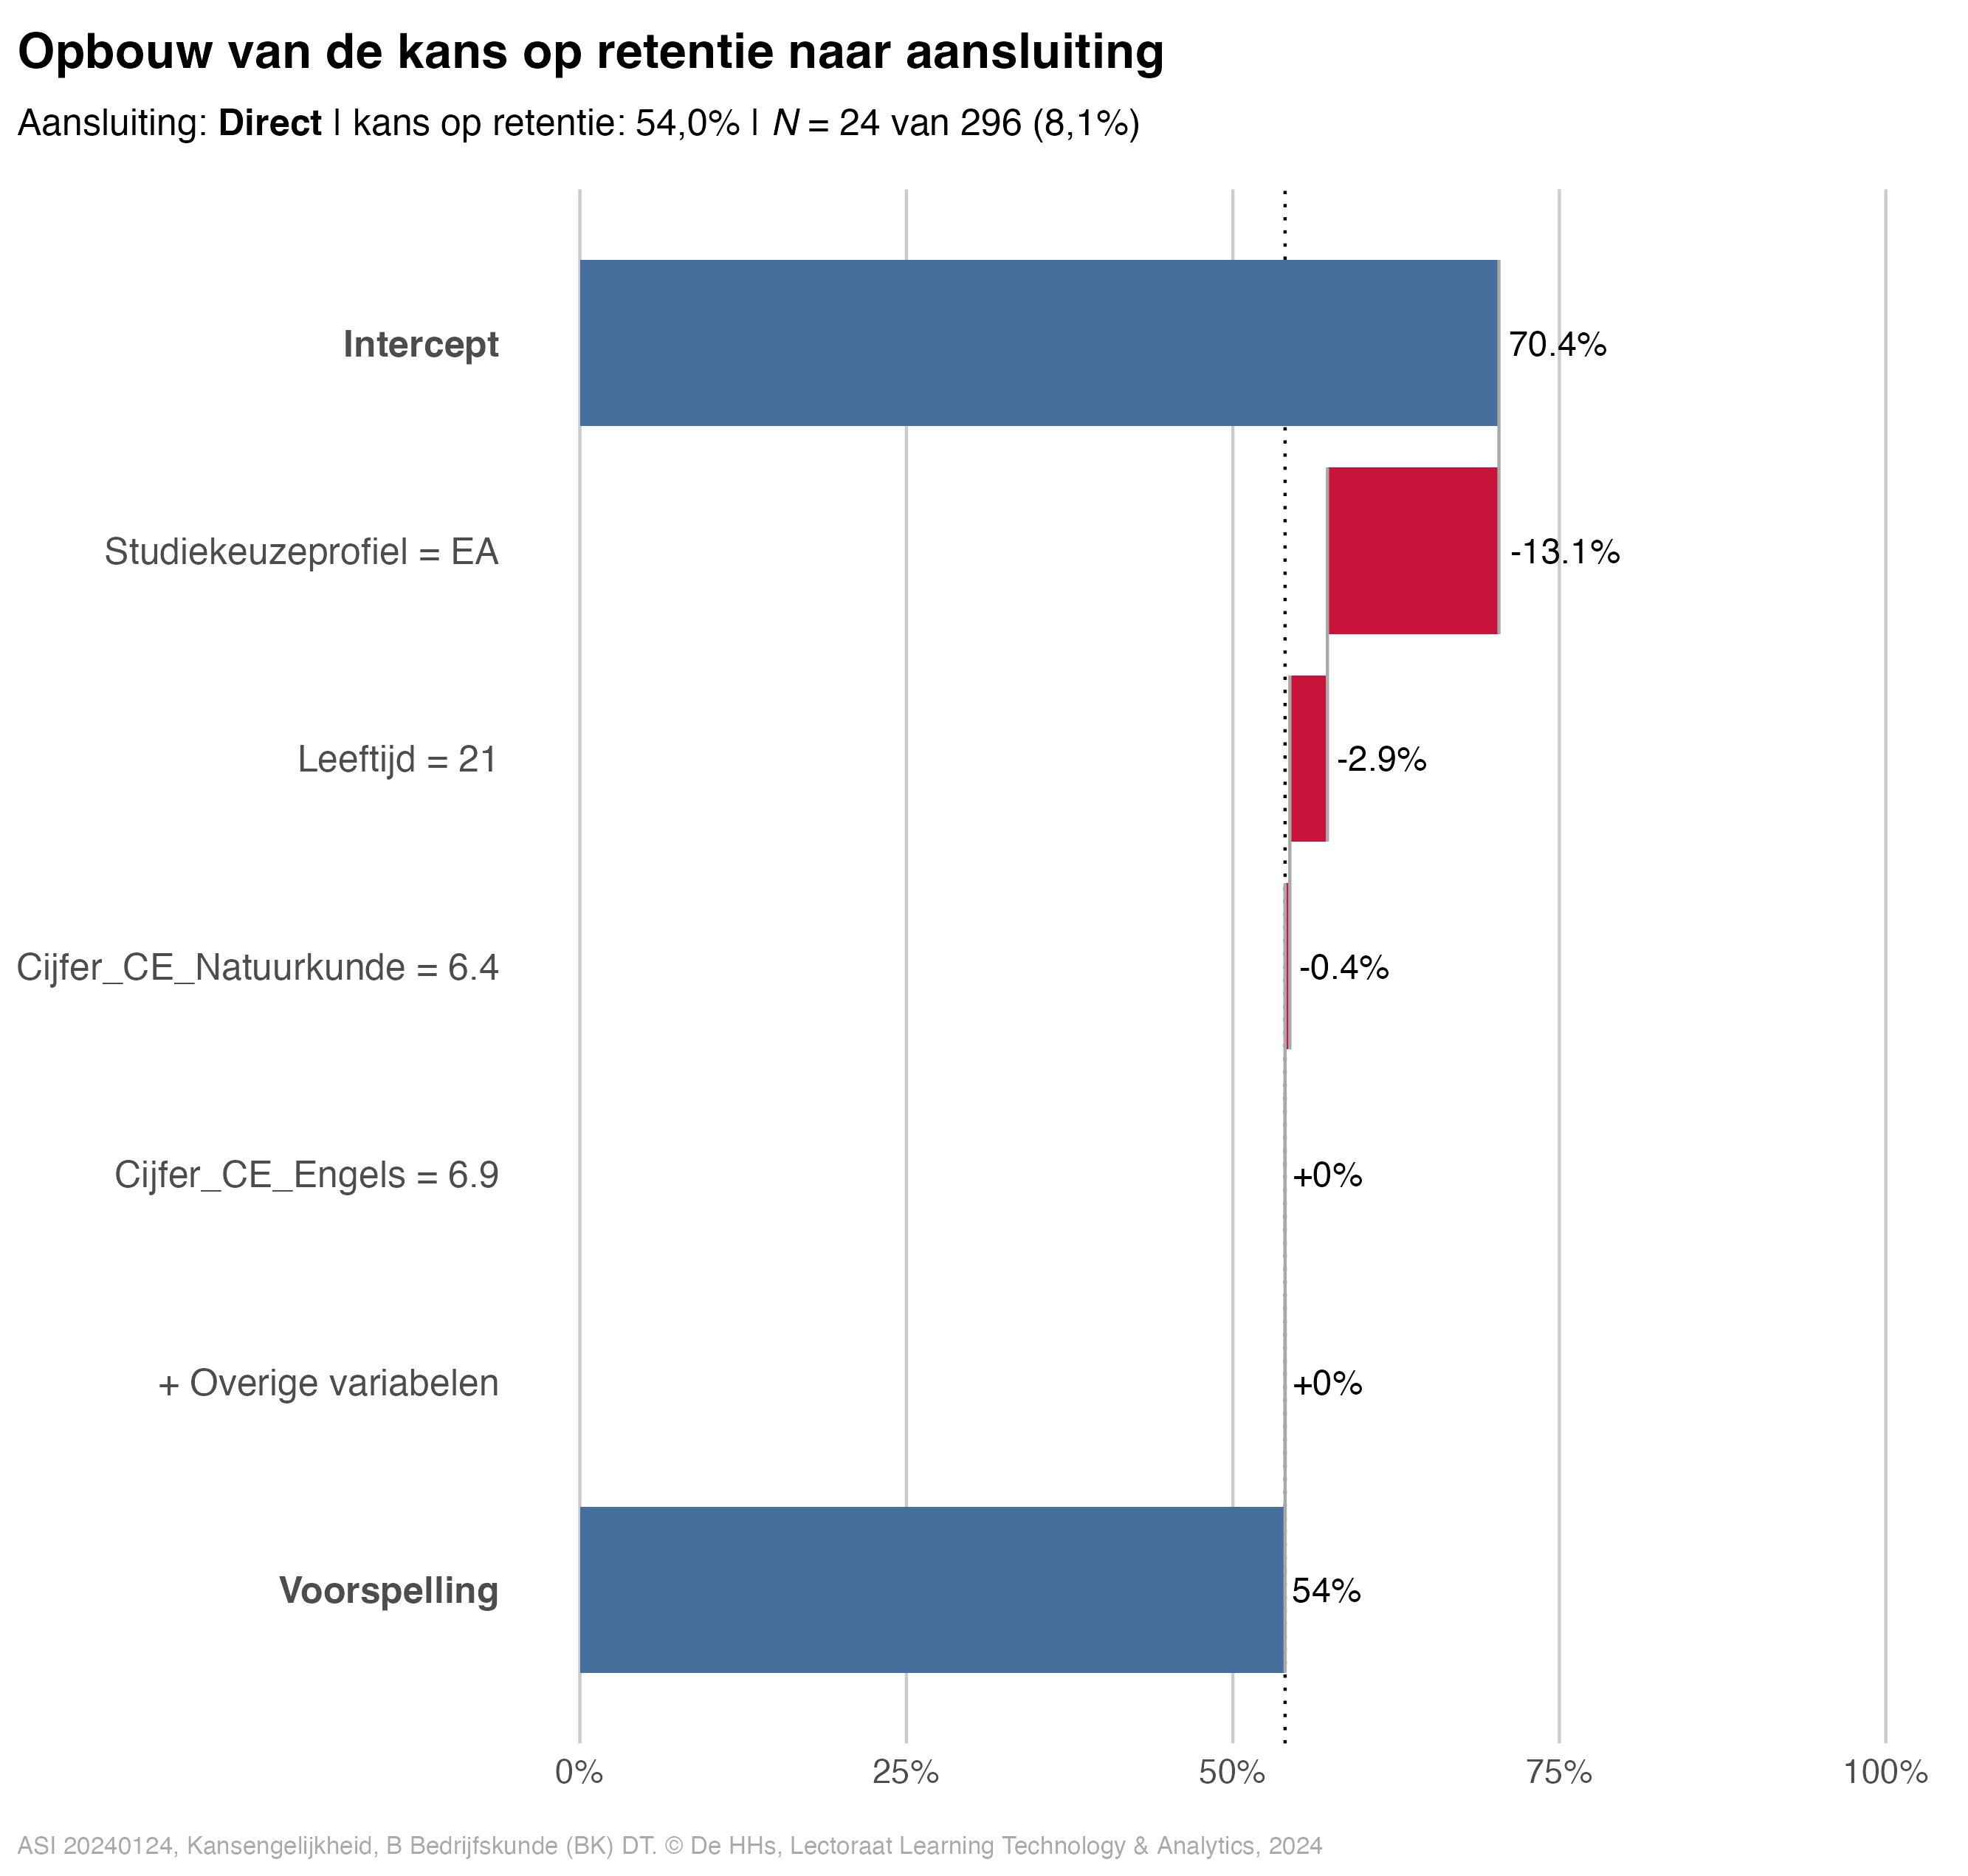 Opbouw van de kans op retentie naar aansluiting
Aansluiting: Direct | kans op retentie: 54,0% | N = 24 van 296 (8,1%)
Intercept
70.4%
Studiekeuzeprofiel = EA
-13.1%
Leeftijd = 21
-2.9%
Cijfer_CE_Natuurkunde = 6.4
-0.4%
Cijfer_CE_Engels = 6.9
+0%
+ Overige variabelen
+0%
Voorspelling
54%
0% 25% 50% 75% 100%
ASI 20240124, Kansengelijkheid, B Bedrijfskunde (BK) DT. © De HHs, Lectoraat Learning Technology & Analytics, 2024